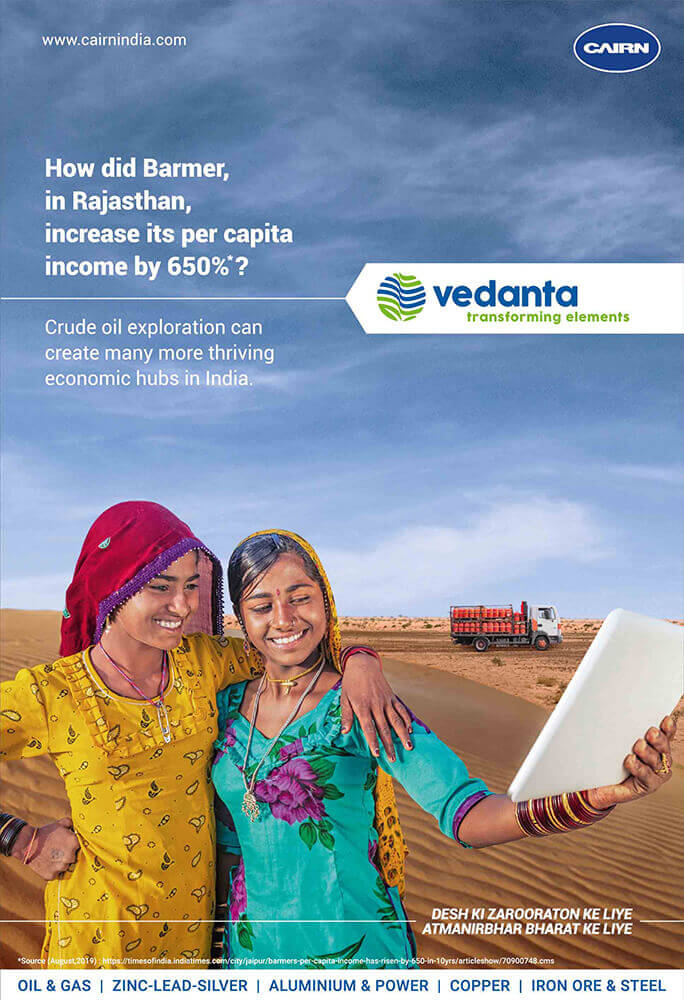 www.cairnindia.com
CAIRN
How did Barmer,
in Rajasthan,
increase its per capita
income by 650%*?
vedanta
transforming elements
Crude oil exploration can
create many more thriving
economic hubs in India.
DESH KI ZAROORATON KE LIYE
ATMANIRBHAR BHARAT KE LIYE
*Source (August,2019) : https://timesofindia.indiatimes.com/city/jaipur/barmers-per-capita-income-has-risen-by-650-in-10yrs/articleshow/70900748.cms
OIL & GAS | ZINC-LEAD-SILVER | ALUMINIUM & POWER | COPPER | IRON ORE & STEEL